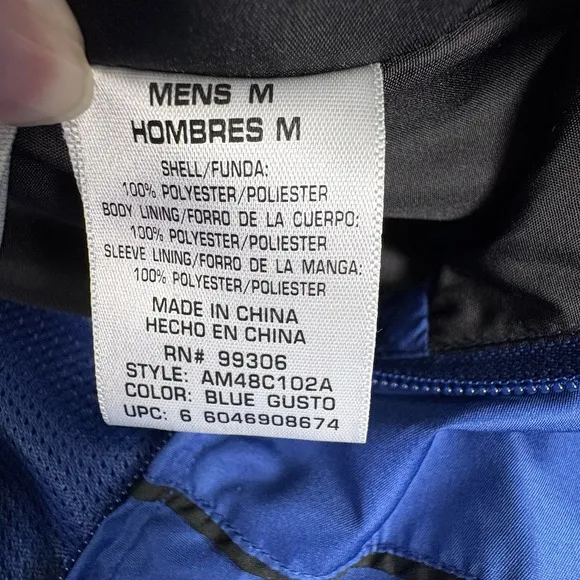 MENS M
HOMBRES M
SHELL/FUNDA:
100% POLYESTER/POLIESTER
BODY LINING/FORRO DE LA CUERPO:
100% POLYESTER/POLIESTER
SLEEVE LINING/FORRO DE LA MANGA:
100% POLYESTER/POLIESTER
MADE IN CHINA
HECHO EN CHINA
RN# 99306
STYLE: AM48C102A
COLOR: BLUE GUSTO
UPC: 6 6046908674